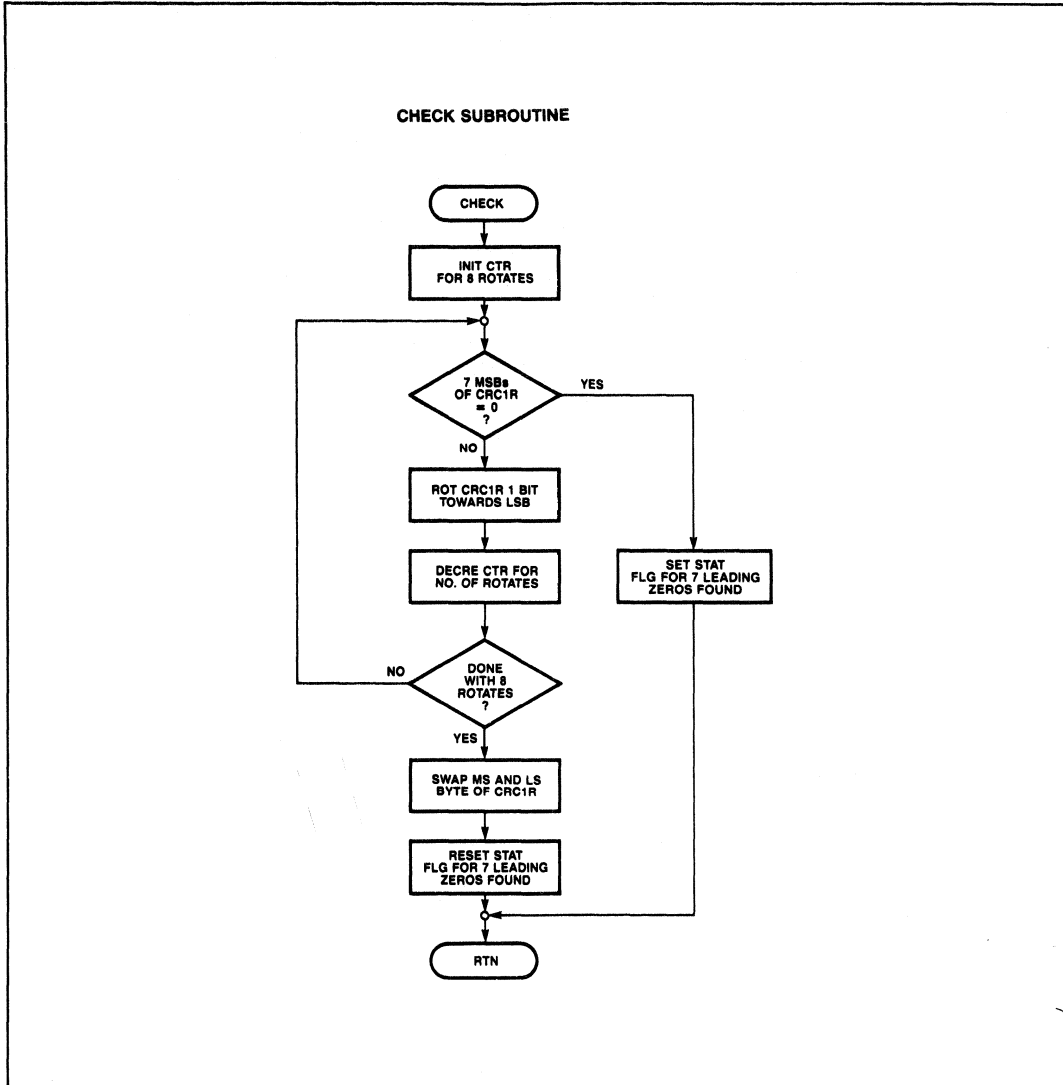 CHECK SUBROUTINE
CHECK
INIT CTR
FOR 8 ROTATES
7 MSBs
OF CRC1R
= 0
?
YES
NO
ROT CRC1R 1 BIT
TOWARDS LSB
DECRE CTR FOR
NO. OF ROTATES
SET STAT
FLG FOR 7 LEADING
ZEROS FOUND
DONE
WITH 8
ROTATES
?
NO
YES
SWAP MS AND LS
BYTE OF CRC1R
RESET STAT
FLG FOR 7 LEADING
ZEROS FOUND
RTN